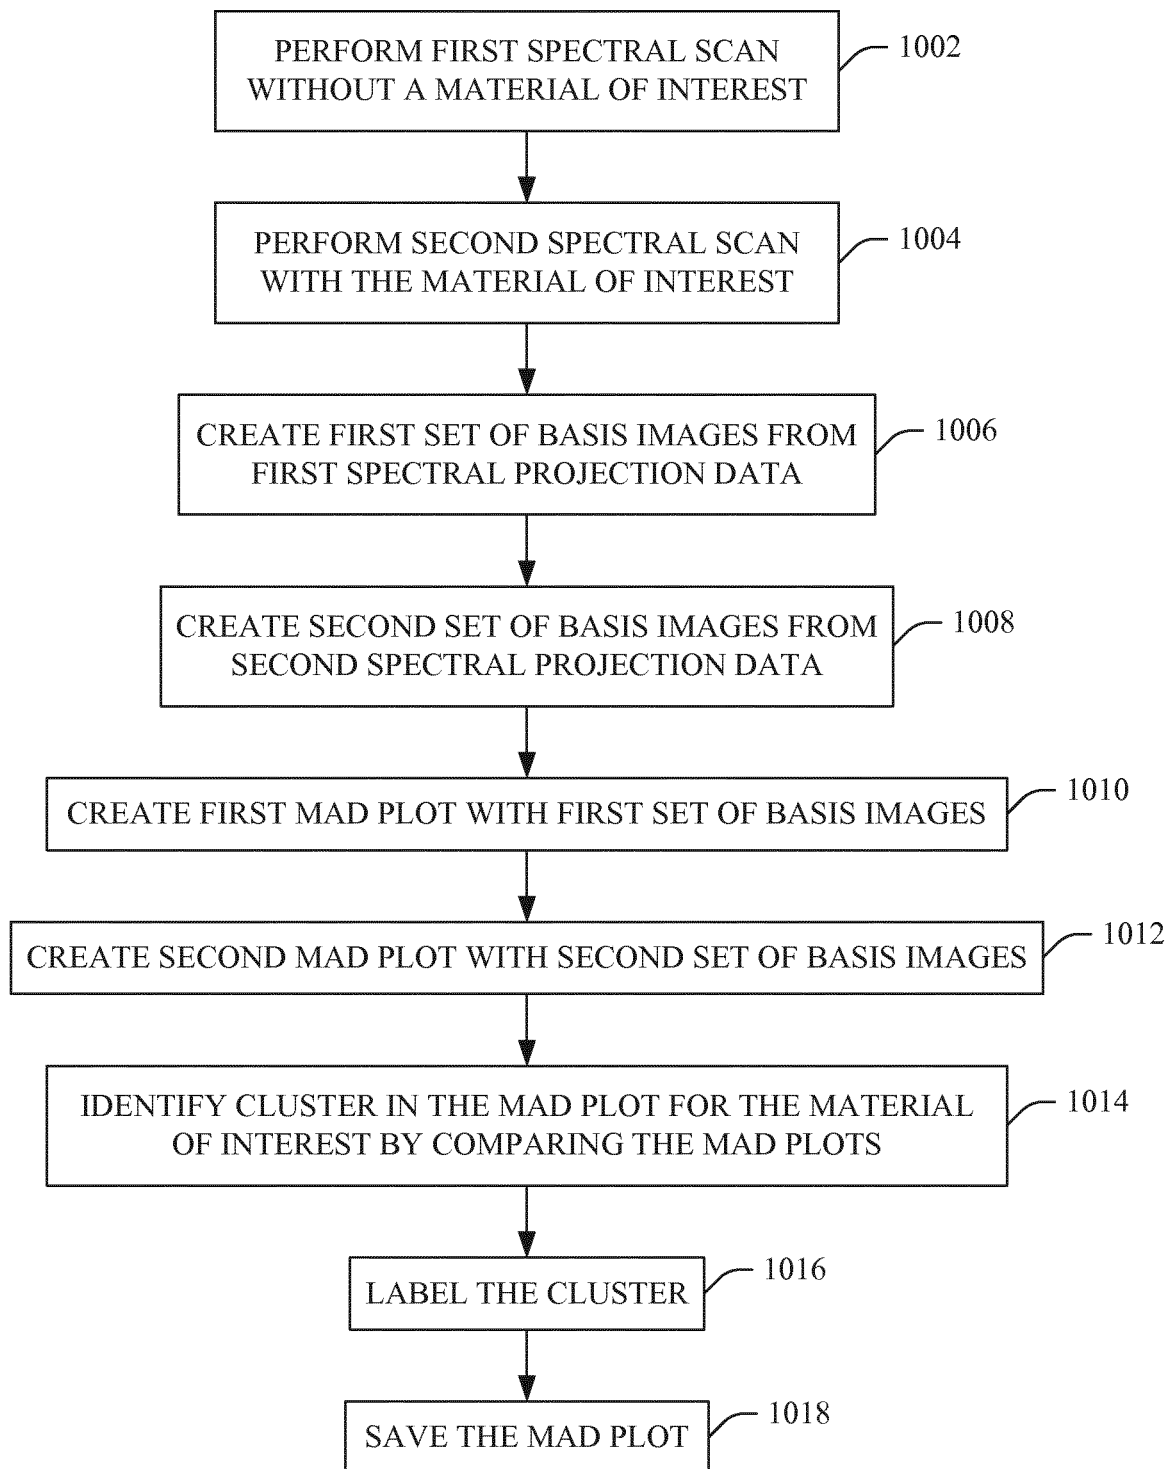 PERFORM FIRST SPECTRAL SCAN
WITHOUT A MATERIAL OF INTEREST
1002
PERFORM SECOND SPECTRAL SCAN
WITH THE MATERIAL OF INTEREST
1004
CREATE FIRST SET OF BASIS IMAGES FROM
FIRST SPECTRAL PROJECTION DATA
1006
CREATE SECOND SET OF BASIS IMAGES FROM
SECOND SPECTRAL PROJECTION DATA
1008
CREATE FIRST MAD PLOT WITH FIRST SET OF BASIS IMAGES
1010
CREATE SECOND MAD PLOT WITH SECOND SET OF BASIS IMAGES
1012
IDENTIFY CLUSTER IN THE MAD PLOT FOR THE MATERIAL
OF INTEREST BY COMPARING THE MAD PLOTS
1014
LABEL THE CLUSTER
1016
SAVE THE MAD PLOT
1018